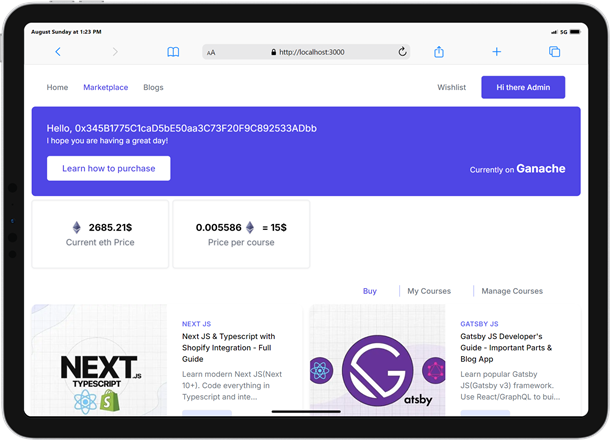 August Sunday at 1:23 PM
5G
AA
http://localhost:3000
Home
Marketplace
Blogs
Wishlist
Hi there Admin
Hello, 0x345B1775C1caD5bE50aa3C73F20F9C892533ADbb
I hope you are having a great day!
Learn how to purchase
Currently on Ganache
2685.21$
Current eth Price
0.005586 = 15$
Price per course
Buy
My Courses
Manage Courses
NEXT.JS
TYPESCRIPT
NEXT JS
Next JS & Typescript with
Shopify Integration - Full
Guide
Learn modern Next JS(Next
10+). Code everything in
Typescript and inte...
atsby
GATSBY JS
Gatsby JS Developer's
Guide - Important Parts &
Blog App
Learn popular Gatsby
JS(Gatsby v3) framework.
Use React/GraphQL to bui...